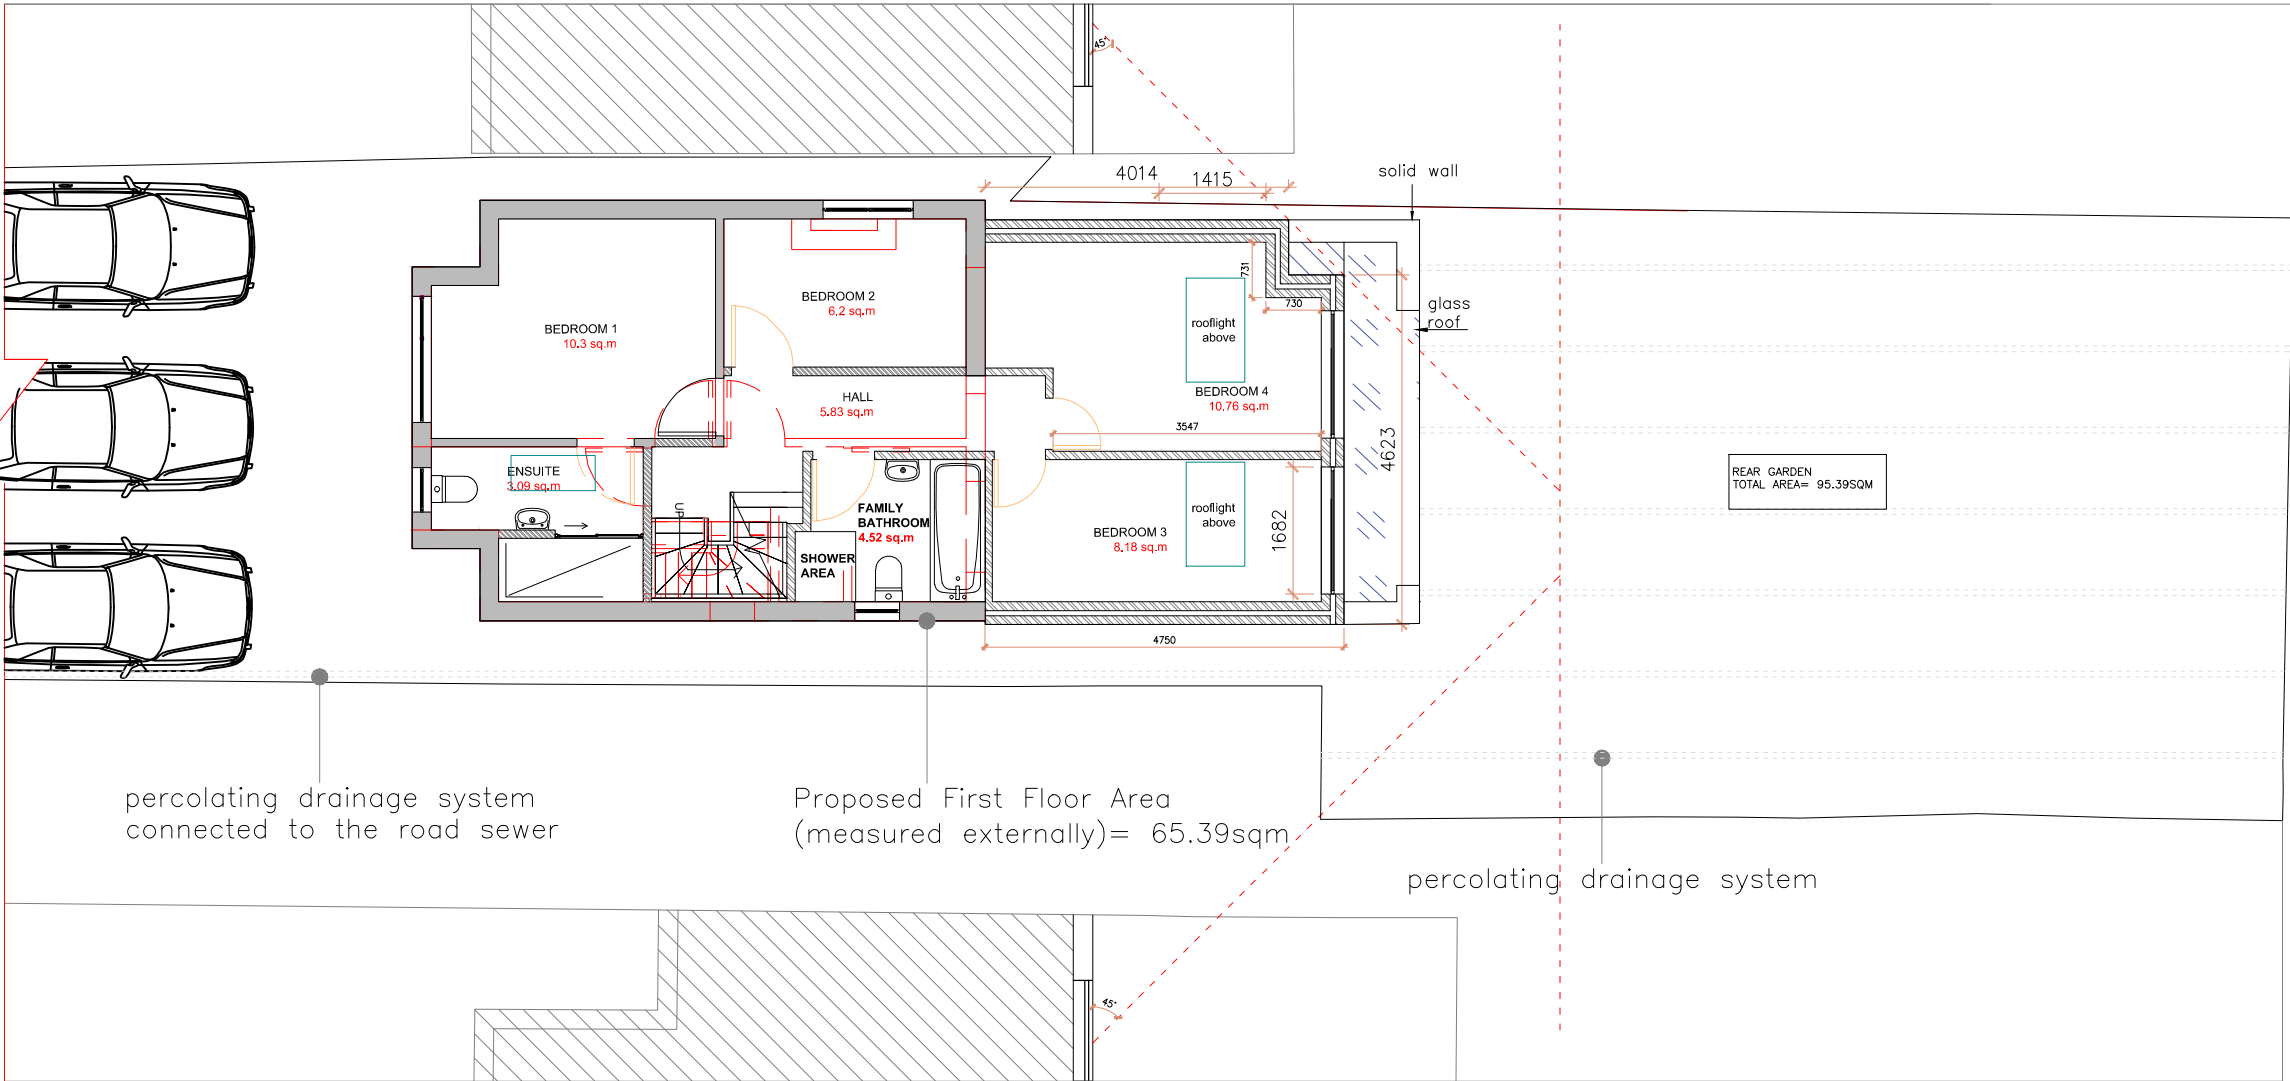 45°
4014
1415
solid wall
731
730
glass
roof
BEDROOM 1
10.3 sq.m
BEDROOM 2
6.2 sq.m
rooflight
above
HALL
5.83 sq.m
BEDROOM 4
10.76 sq.m
3547
4623
ENSUITE
3.09 sq.m
UP
FAMILY
BATHROOM
4.52 sq.m
SHOWER
AREA
BEDROOM 3
8.18 sq.m
rooflight
above
1682
4750
REAR GARDEN
TOTAL AREA= 95.39SQM
percolating drainage system
connected to the road sewer
Proposed First Floor Area
(measured externally)= 65.39sqm
percolating drainage system
45°